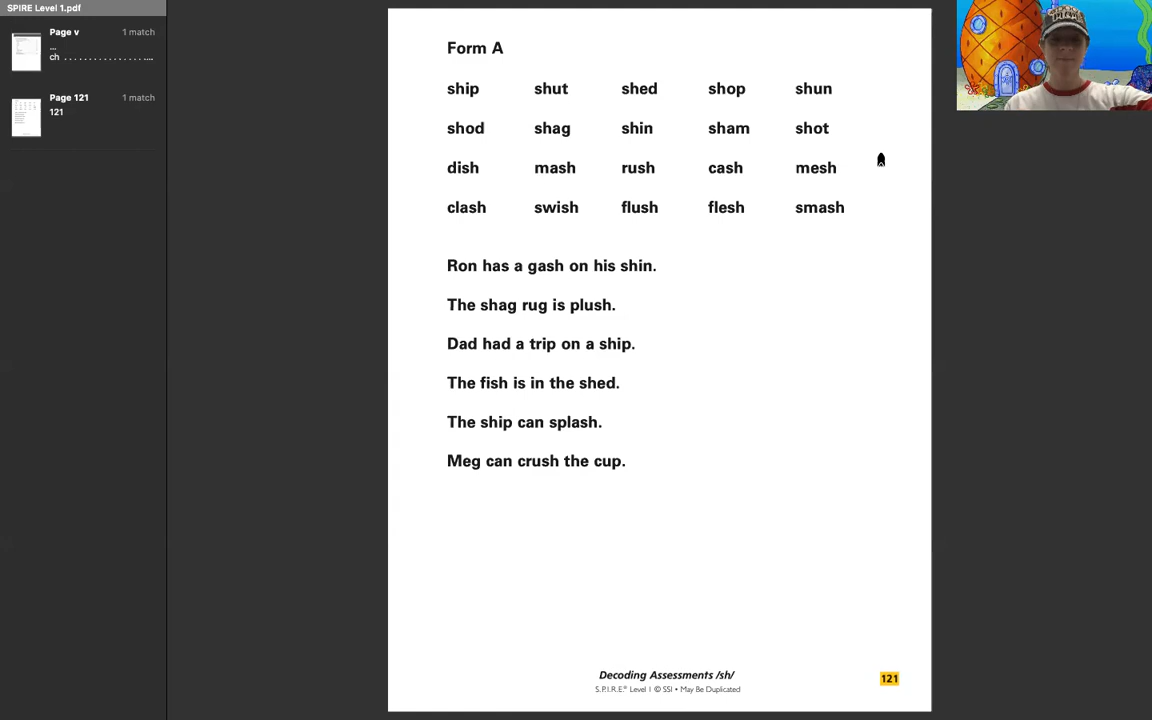 SPIRE Level 1.pdf
Page v 1 match
...
ch ....................
Page 121 1 match
121
Form A
ship shut shed shop shun
shod shag shin sham shot
dish mash rush cash mesh
clash swish flush flesh smash
Ron has a gash on his shin.
The shag rug is plush.
Dad had a trip on a ship.
The fish is in the shed.
The ship can splash.
Meg can crush the cup.
Decoding Assessments /sh/
S.P.I.R.E.® Level 1 © SSI • May Be Duplicated
121